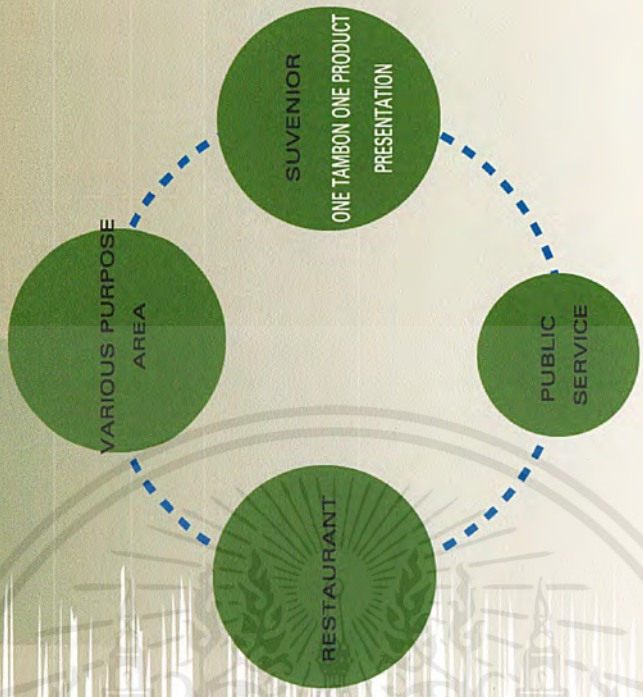 VARIOUS PURPOSE
AREA
SUVENIOR
ONE TAMBON ONE PRODUCT
PRESENTATION
RESTAURANT
PUBLIC
SERVICE